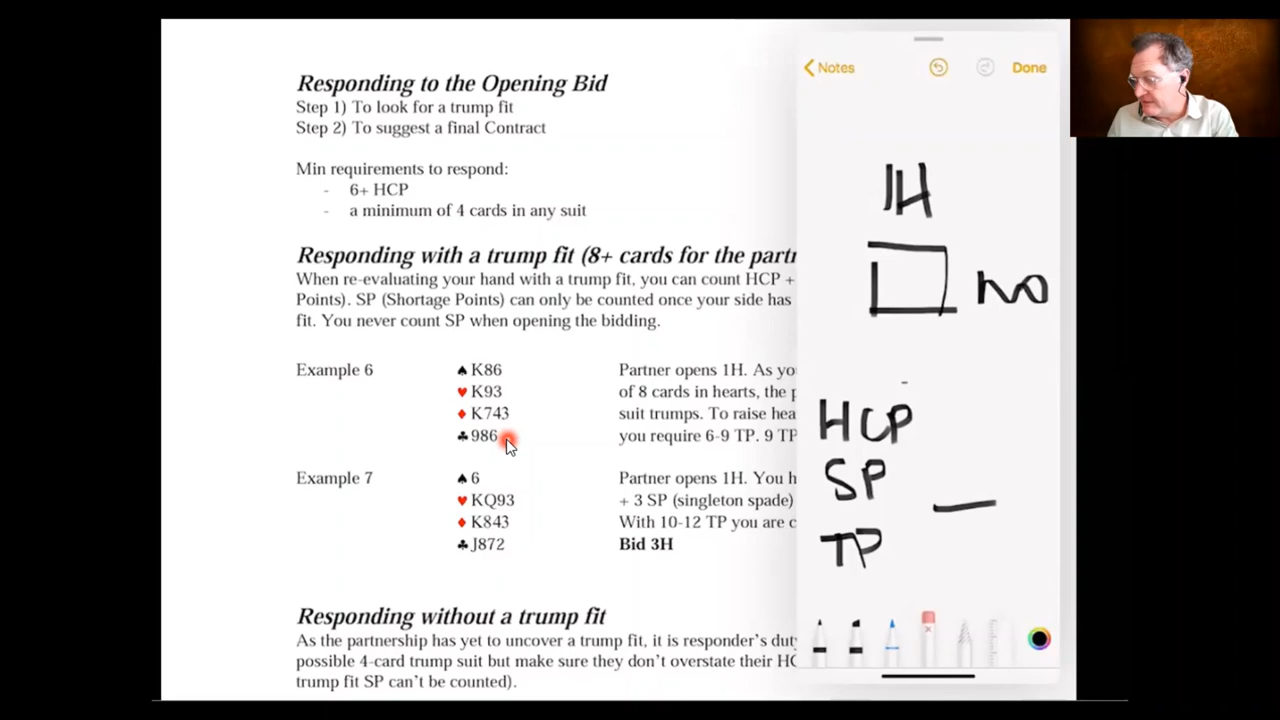 Responding to the Opening Bid
Step 1) To look for a trump fit
Step 2) To suggest a final Contract
Min requirements to respond:
- 6+ HCP
- a minimum of 4 cards in any suit
Responding with a trump fit (8+ cards for the partn
When re-evaluating your hand with a trump fit, you can count HCP +
Points). SP (Shortage Points) can only be counted once your side has
fit. You never count SP when opening the bidding.
Example 6
♠ K86
♥ K93
♦ K743
♣ 986
Partner opens 1H. As yo
of 8 cards in hearts, the p
suit trumps. To raise hea
you require 6-9 TP. 9 TP
Example 7
♠ 6
♥ KQ93
♦ K843
♣ J872
Partner opens 1H. You h
+ 3 SP (singleton spade)
With 10-12 TP you are c
Bid 3H
Responding without a trump fit
As the partnership has yet to uncover a trump fit, it is responder's duty
possible 4-card trump suit but make sure they don't overstate their HC
trump fit SP can't be counted).
Notes
Done
1H
no
HCP
SP
TP